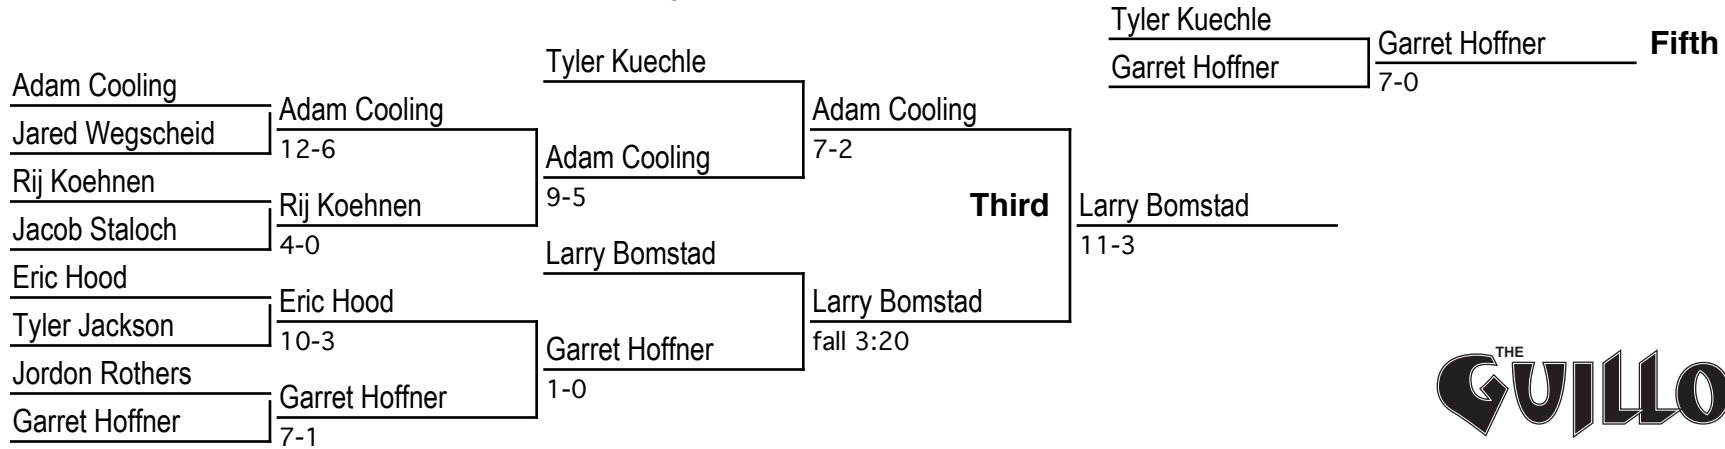 Adam Cooling
Jared Wegscheid
Rij Koehnen
Jacob Staloch
Eric Hood
Tyler Jackson
Jordon Rothers
Garret Hoffner
Adam Cooling
12-6
Rij Koehnen
4-0
Eric Hood
10-3
Garret Hoffner
7-1
Tyler Kuechle
Adam Cooling
9-5
Larry Bomstad
Garret Hoffner
1-0
Adam Cooling
7-2
Larry Bomstad
fall 3:20
Third
Larry Bomstad
11-3
Tyler Kuechle
Garret Hoffner
Garret Hoffner
7-0
Fifth
THE
GUILLO